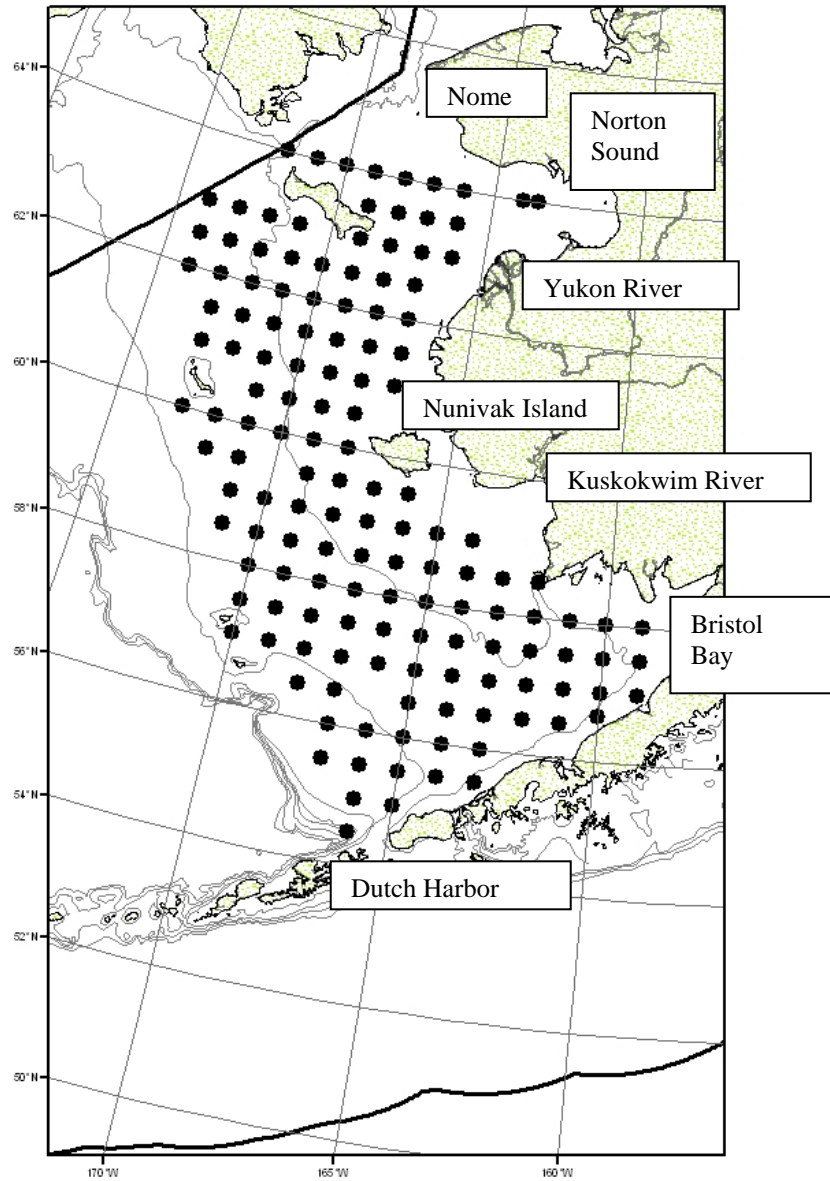 64°N
Nome
Norton
Sound
62°N
Yukon River
60°N
Nunivak Island
Kuskokwim River
58°N
Bristol
Bay
56°N
54°N
Dutch Harbor
52°N
50°N
170 °W
165 °W
160 °W